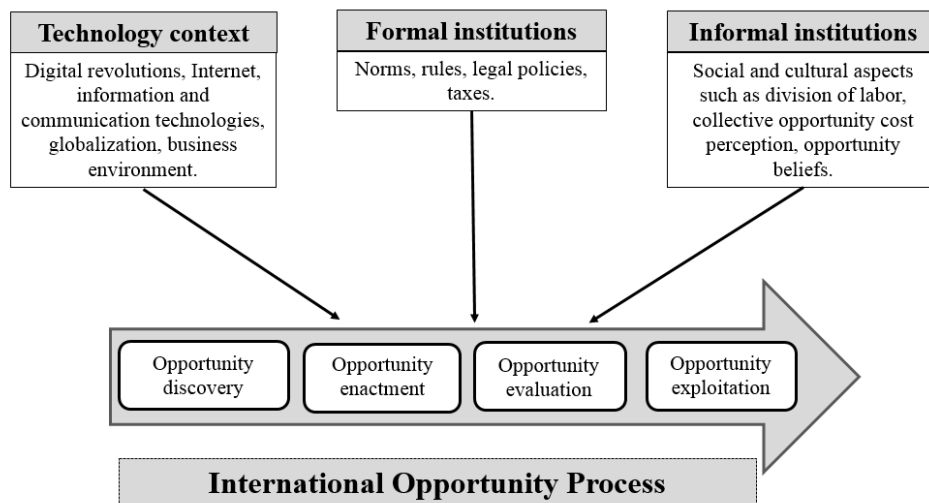 Technology context
Digital revolutions, Internet,
information and
communication technologies,
globalization, business
environment.
Formal institutions
Norms, rules, legal policies,
taxes.
Informal institutions
Social and cultural aspects
such as division of labor,
collective opportunity cost
perception, opportunity
beliefs.
Opportunity
discovery
Opportunity
enactment
Opportunity
evaluation
Opportunity
exploitation
International Opportunity Process